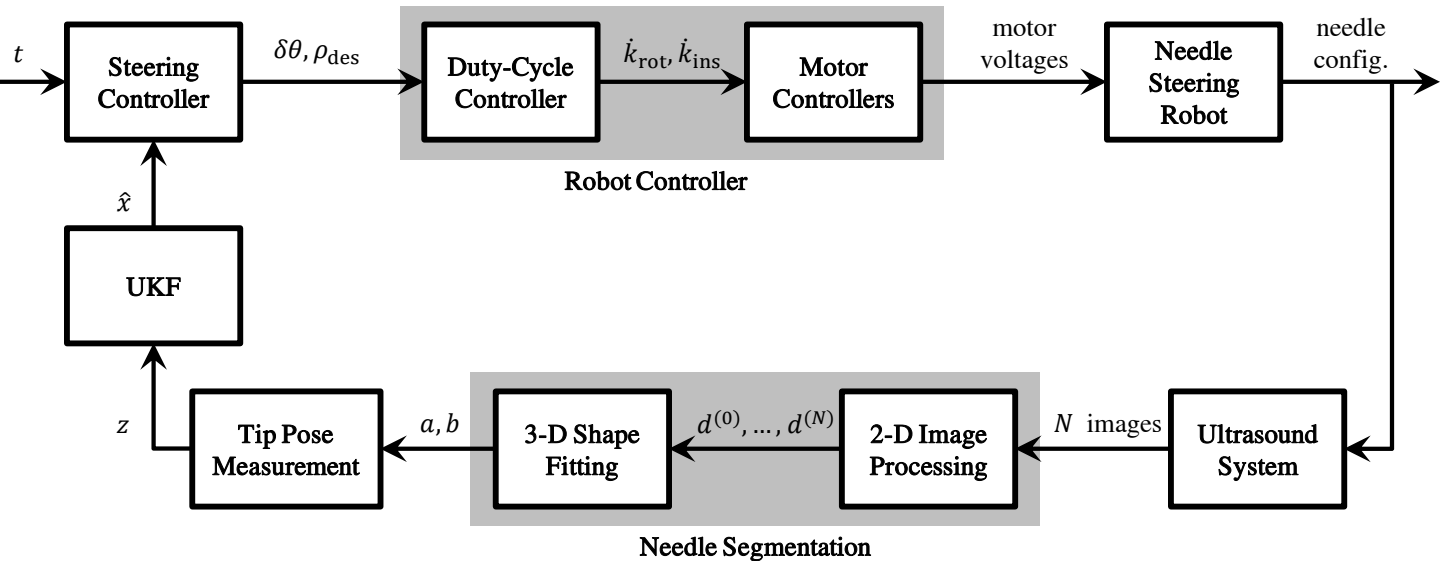 t
Steering
Controller
δθ, ρ_des
Duty-Cycle
Controller
k̇_rot, k̇_ins
Motor
Controllers
motor
voltages
Needle
Steering
Robot
needle
config.
Robot Controller
x̂
UKF
z
Tip Pose
Measurement
a, b
3-D Shape
Fitting
d^(0), … , d^(N)
2-D Image
Processing
N images
Ultrasound
System
Needle Segmentation